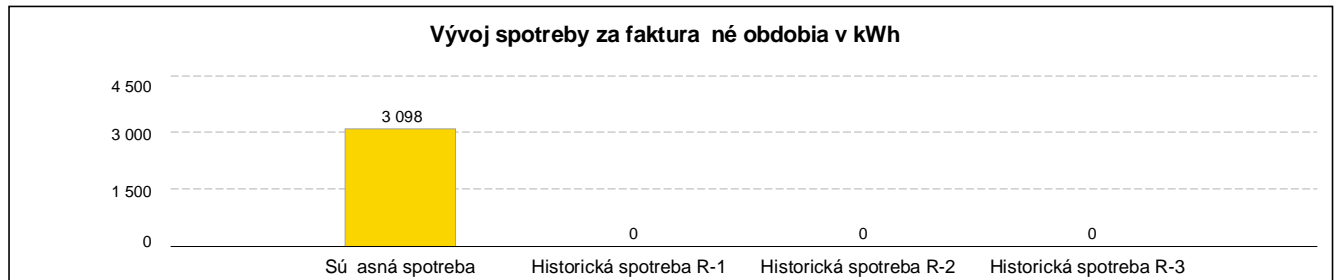 Vývoj spotreby za faktura né obdobia v kWh
4 500
3 098
3 000
1 500
0 0 0
0
Sú asná spotreba Historická spotreba R-1 Historická spotreba R-2 Historická spotreba R-3